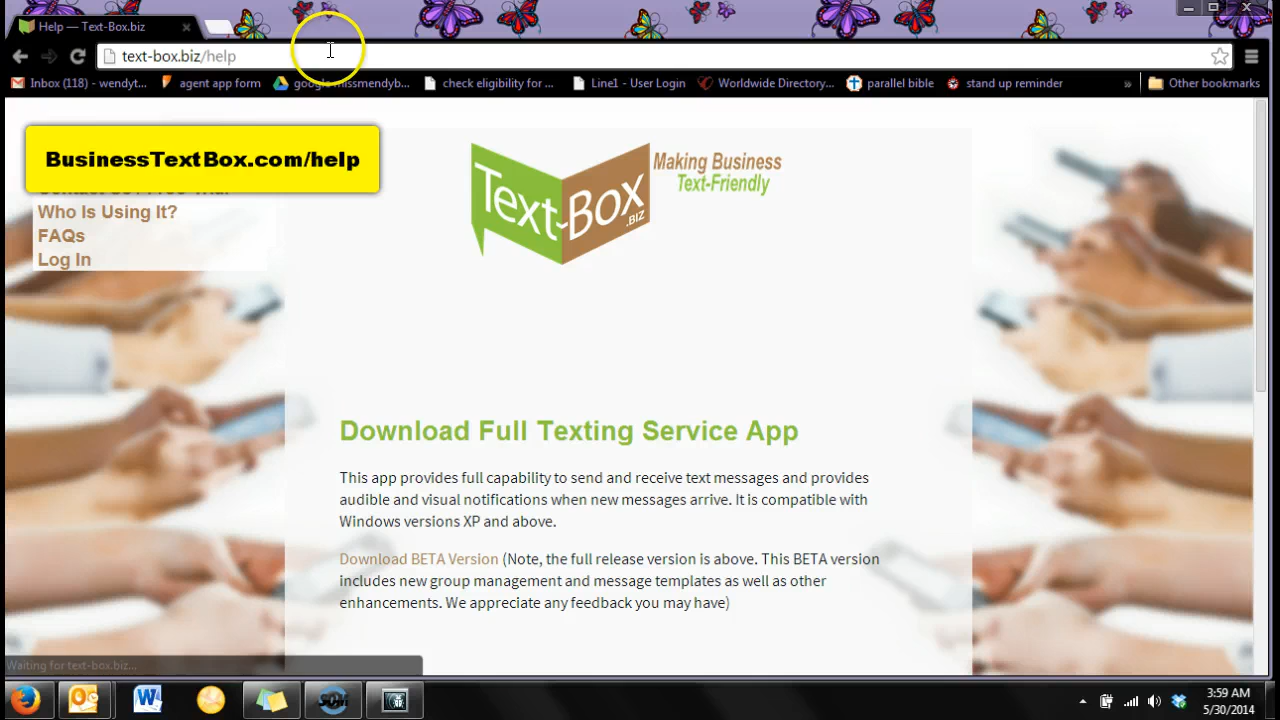 Help — Text-Box.biz
text-box.biz/help
Inbox (118) - wendyt...
agent app form
google missmendyb...
check eligibility for ...
Line1 - User Login
Worldwide Directory...
parallel bible
stand up reminder
»
Other bookmarks
BusinessTextBox.com/help
Who Is Using It?
FAQs
Log In
Text-Box
.BIZ
Making Business
Text-Friendly
Download Full Texting Service App
This app provides full capability to send and receive text messages and provides
audible and visual notifications when new messages arrive. It is compatible with
Windows versions XP and above.
Download BETA Version (Note, the full release version is above. This BETA version
includes new group management and message templates as well as other
enhancements. We appreciate any feedback you may have)
Waiting for text-box.biz...
3:59 AM
5/30/2014